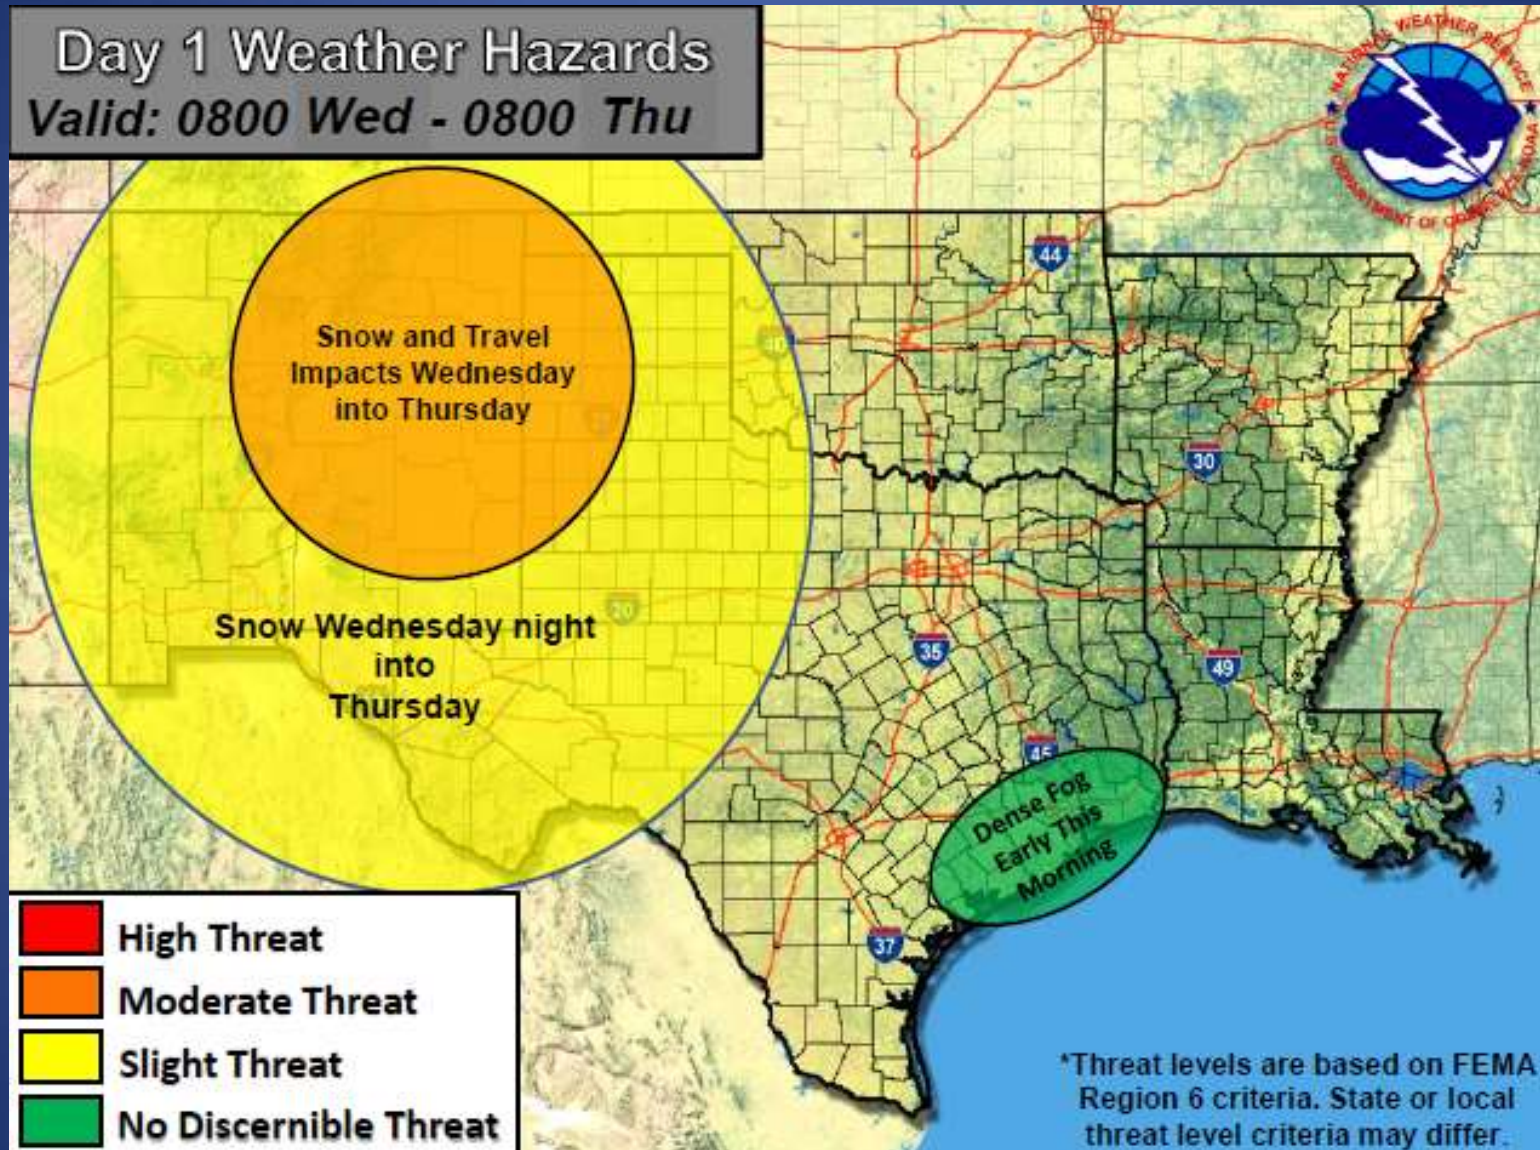 Day 1 Weather Hazards
Valid: 0800 Wed - 0800 Thu
NATIONAL WEATHER SERVICE
44
Snow and Travel
Impacts Wednesday
into Thursday
30
Snow Wednesday night
into
Thursday
20
35
49
45
Dense Fog
Early This
Morning
37
High Threat
Moderate Threat
Slight Threat
No Discernible Threat
*Threat levels are based on FEMA
Region 6 criteria. State or local
threat level criteria may differ.